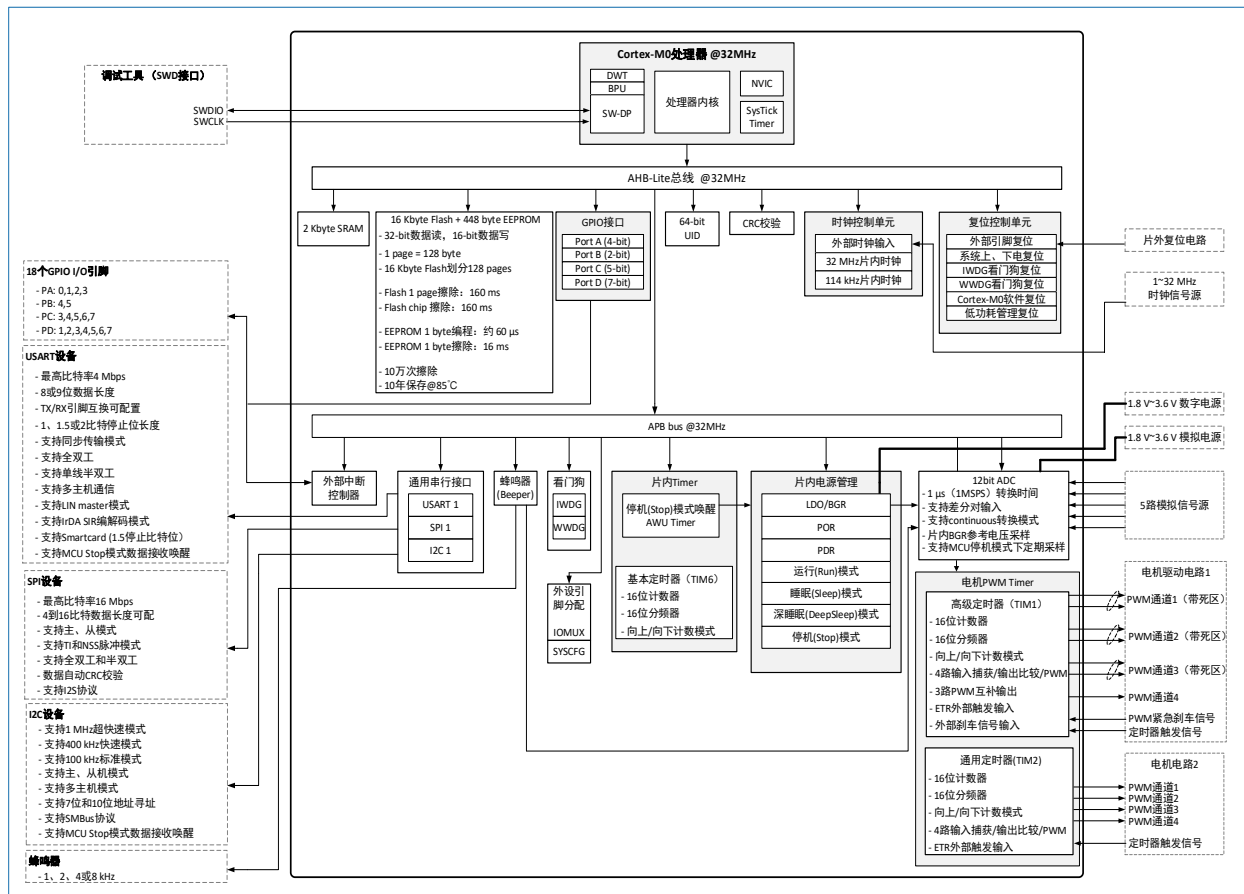 Cortex-M0处理器 @32MHz
DWT
BPU
SW-DP
处理器内核
NVIC
SysTick
Timer
调试工具 （SWD接口）
SWDIO
SWCLK
AHB-Lite总线 @32MHz
2 Kbyte SRAM
16 Kbyte Flash + 448 byte EEPROM
- 32-bit数据读，16-bit数据写
- 1 page = 128 byte
- 16 Kbyte Flash划分128 pages
- Flash 1 page擦除：160 ms
- Flash chip 擦除：160 ms
- EEPROM 1 byte编程：约 60 μs
- EEPROM 1 byte擦除：16 ms
- 10万次擦除
- 10年保存@85℃
GPIO接口
Port A (4-bit)
Port B (2-bit)
Port C (5-bit)
Port D (7-bit)
64-bit
UID
CRC校验
时钟控制单元
外部时钟输入
32 MHz片内时钟
114 kHz片内时钟
复位控制单元
外部引脚复位
系统上、下电复位
IWDG看门狗复位
WWDG看门狗复位
Cortex-M0软件复位
低功耗管理复位
片外复位电路
1~32 MHz
时钟信号源
1.8 V~3.6 V 数字电源
1.8 V~3.6 V 模拟电源
5路模拟信号源
18个GPIO I/O引脚
- PA: 0,1,2,3
- PB: 4,5
- PC: 3,4,5,6,7
- PD: 1,2,3,4,5,6,7
USART设备
- 最高比特率4 Mbps
- 8或9位数据长度
- TX/RX引脚互换可配置
- 1、1.5或2比特停止位长度
- 支持同步传输模式
- 支持全双工
- 支持单线半双工
- 多主机通信
- 支持LIN master模式
- 支持IrDA SIR编解码模式
- 支持Smartcard (1.5停止比特位）
- 支持MCU Stop模式数据接收唤醒
SPI设备
- 最高比特率16 Mbps
- 4到16比特数据长度可配
- 支持主、从模式
- 支持TI和NSS脉冲模式
- 支持全双工和半双工
- 数据自动CRC校验
- 支持I2S协议
I2C设备
- 支持1 MHz超快速模式
- 支持400 kHz快速模式
- 支持100 kHz标准模式
- 支持主、从机模式
- 支持多主机模式
- 支持7位和10位地址寻址
- 支持SMBus协议
- 支持MCU Stop模式数据接收唤醒
蜂鸣器
- 1、2、4或8 kHz
APB bus @32MHz
外部中断
控制器
通用串行接口
USART 1
SPI 1
I2C 1
蜂鸣器
(Beeper)
看门狗
IWDG
WWDG
外设引脚分配
IOMUX
SYSCFG
片内Timer
停机(Stop)模式唤醒
AWU Timer
基本定时器（TIM6）
- 16位计数器
- 16位分频器
- 向上/向下计数模式
片内电源管理
LDO/BGR
POR
PDR
运行(Run)模式
睡眠(Sleep)模式
深睡眠(DeepSleep)模式
停机(Stop)模式
12bit ADC
- 1 μs（1MSPS）转换时间
- 支持差分对输入
- 支持continuous转换模式
- 片内BGR参考电压采样
- 支持MCU停机模式下定期采样
电机PWM Timer
高级定时器（TIM1）
- 16位计数器
- 16位分频器
- 向上/向下计数模式
- 4路输入捕获/输出比较/PWM
- 3路PWM互补输出
- ETR外部触发输入
- 外部刹车信号输入
通用定时器(TIM2）
- 16位计数器
- 16位分频器
- 向上/向下计数模式
- 4路输入捕获/输出比较/PWM
- ETR外部触发输入
电机驱动电路1
PWM通道1（带死区）
PWM通道2（带死区）
PWM通道3（带死区）
PWM通道4
PWM紧急刹车信号
定时器触发信号
电机电路2
PWM通道1
PWM通道2
PWM通道3
PWM通道4
定时器触发信号